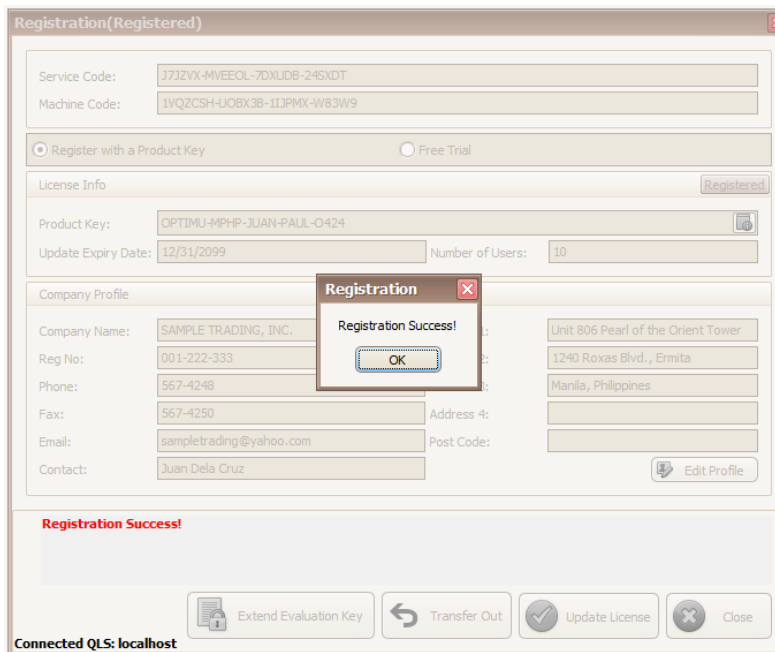 Registration(Registered)
Service Code: J7JZVX-MVEEOL-7DXUDB-24SXDT
Machine Code: 1VQZCSH-UOBX3B-1IJPMX-W83W9
Register with a Product Key Free Trial
License Info Registered
Product Key: OPTIMU-MPHP-JUAN-PAUL-O424
Update Expiry Date: 12/31/2099 Number of Users: 10
Company Profile
Registration
Registration Success!
OK
Company Name: SAMPLE TRADING, INC. 1: Unit 806 Pearl of the Orient Tower
Reg No: 001-222-333 2: 1240 Roxas Blvd., Ermita
Phone: 567-4248 3: Manila, Philippines
Fax: 567-4250 Address 4:
Email: sampletrading@yahoo.com Post Code:
Contact: Juan Dela Cruz Edit Profile
Registration Success!
Extend Evaluation Key Transfer Out Update License Close
Connected QLS: localhost